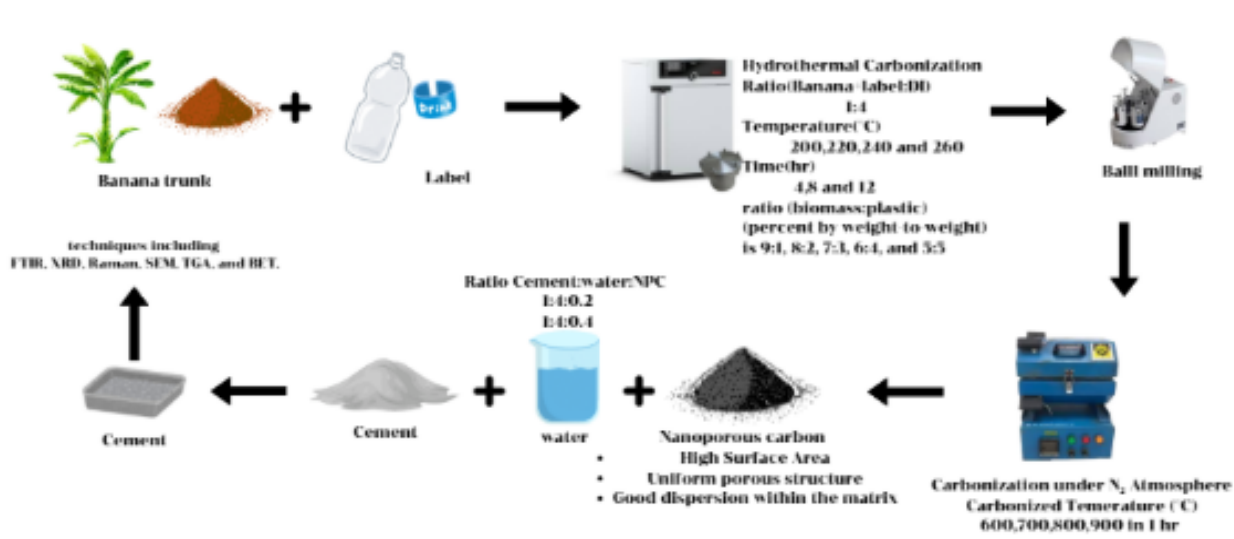 Banana trunk
+
Drink
Label
Hydrothermal Carbonization
Ratio(Banana-label:DI)
1:4
Temperature(°C)
200,220,240 and 260
Time(hr)
4,8 and 12
ratio (biomass:plastic)
(percent by weight-to-weight)
is 9:1, 8:2, 7:3, 6:4, and 5:5
Balll milling
Carbonization under N₂ Atmosphere
Carbonized Temerature (°C)
600,700,800,900 in 1 hr
Nanoporous carbon
• High Surface Area
• Uniform porous structure
• Good dispersion within the matrix
+
Ratio Cement:water:NPC
1:4:0.2
1:4:0.4
water
+
Cement
Cement
techniques including
FTIR, XRD, Raman, SEM, TGA, and BET.